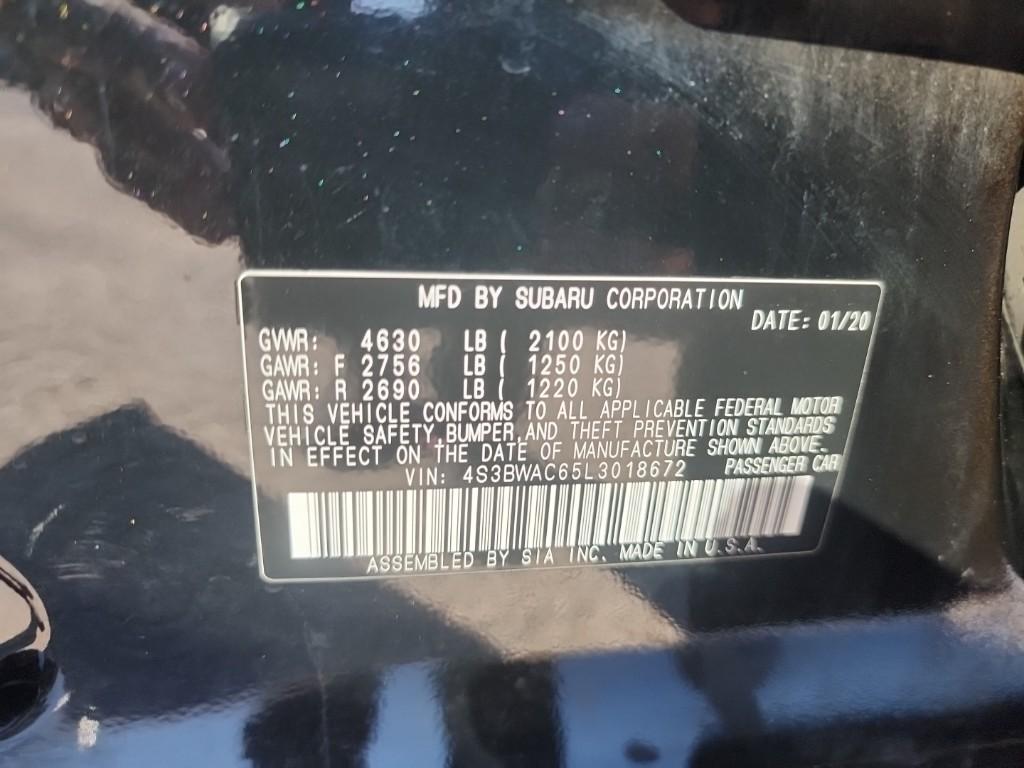 MFD BY SUBARU CORPORATION
DATE: 01/20
GVWR: 4630 LB ( 2100 KG)
GAWR: F 2756 LB ( 1250 KG)
GAWR: R 2690 LB ( 1220 KG)
THIS VEHICLE CONFORMS TO ALL APPLICABLE FEDERAL MOTOR
VEHICLE SAFETY, BUMPER, AND THEFT PREVENTION STANDARDS
IN EFFECT ON THE DATE OF MANUFACTURE SHOWN ABOVE.
VIN: 4S3BWAC65L3018672 PASSENGER CAR
ASSEMBLED BY SIA INC. MADE IN U.S.A.